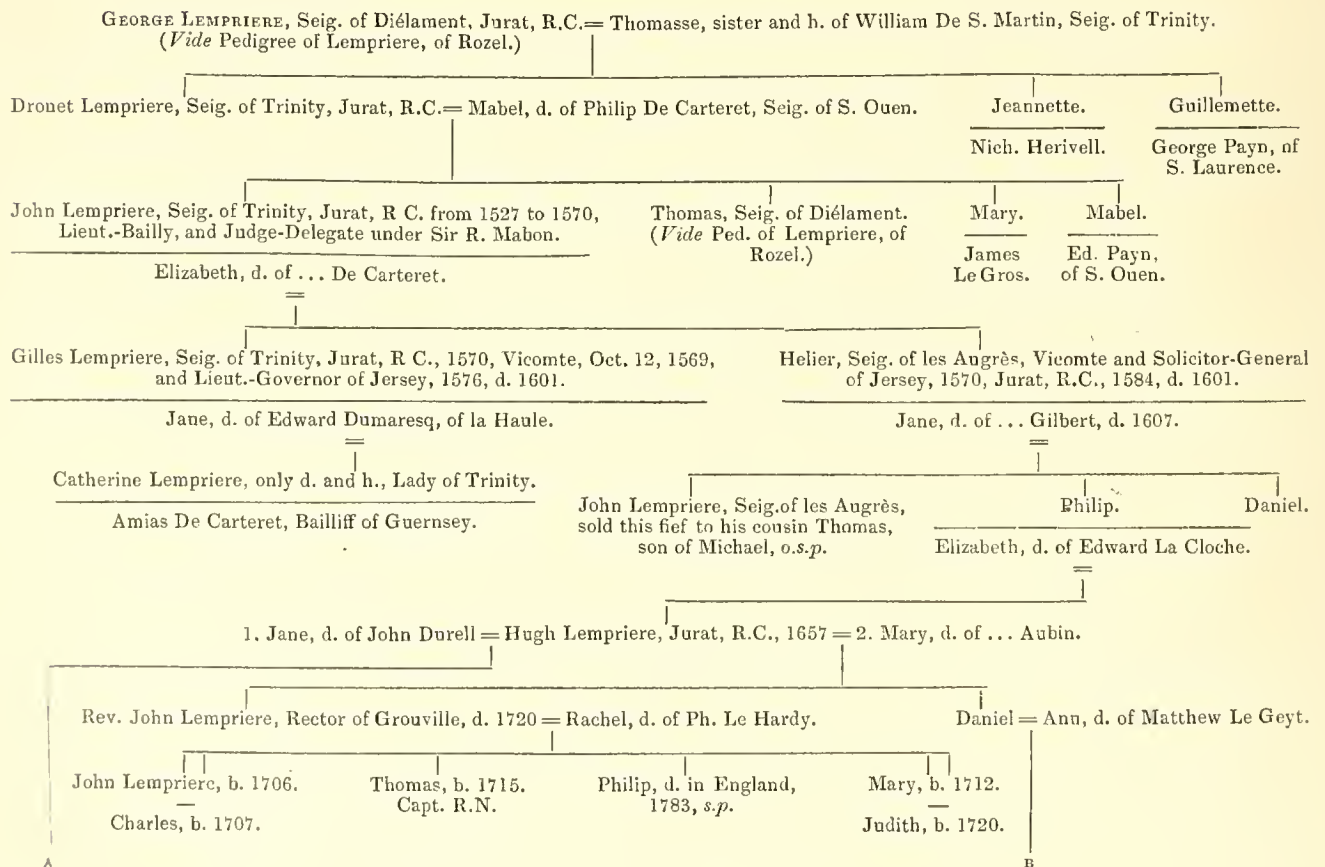 GEORGE LEMPRIERE, Seig. of Diélament, Jurat, R.C. = Thomasse, sister and h. of William De S. Martin, Seig. of Trinity.
(Vide Pedigree of Lempriere, of Rozel.)
Drouet Lempriere, Seig. of Trinity, Jurat, R.C. = Mabel, d. of Philip De Carteret, Seig. of S. Ouen.
Jeannette.
Nich. Herivell.
Guillemette.
George Payn, of
S. Laurence.
John Lempriere, Seig. of Trinity, Jurat, R C. from 1527 to 1570,
Lieut.-Bailly, and Judge-Delegate under Sir R. Mabon.
Elizabeth, d. of ... De Carteret.
=
Thomas, Seig. of Diélament.
(Vide Ped. of Lempriere, of
Rozel.)
Mary.
James
Le Gros.
Mabel.
Ed. Payn,
of S. Ouen.
Gilles Lempriere, Seig. of Trinity, Jurat, R C., 1570, Vicomte, Oct. 12, 1569,
and Lieut.-Governor of Jersey, 1576, d. 1601.
Jane, d. of Edward Dumaresq, of la Haule.
=
Helier, Seig. of les Augrès, Vicomte and Solicitor-General
of Jersey, 1570, Jurat, R.C., 1584, d. 1601.
Jane, d. of ... Gilbert, d. 1607.
=
Catherine Lempriere, only d. and h., Lady of Trinity.
Amias De Carteret, Bailliff of Guernsey.
John Lempriere, Seig. of les Augrès,
sold this fief to his cousin Thomas,
son of Michael, o.s.p.
Philip.
Elizabeth, d. of Edward La Cloche.
=
Daniel.
1. Jane, d. of John Durell = Hugh Lempriere, Jurat, R.C., 1657 = 2. Mary, d. of ... Aubin.
Rev. John Lempriere, Rector of Grouville, d. 1720 = Rachel, d. of Ph. Le Hardy.
Daniel = Ann, d. of Matthew Le Geyt.
John Lempriere, b. 1706.
—
Charles, b. 1707.
Thomas, b. 1715.
Capt. R.N.
Philip, d. in England,
1783, s.p.
Mary, b. 1712.
—
Judith, b. 1720.
A
B